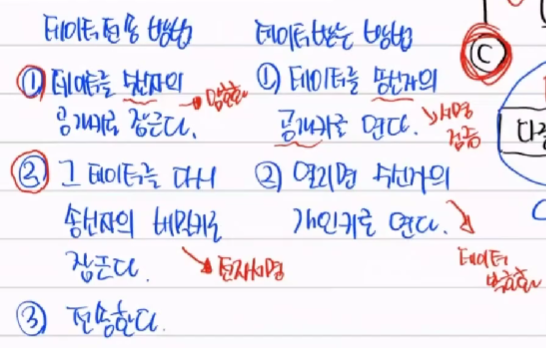 데이터 전송 방법
① 데이터를 수신자의
공개키로 잠근다. → 암호화
② 그 데이터를 다시
송신자의 비밀키로
잠근다. → 전자서명
③ 전송한다.
데이터 받는 방법
① 데이터를 송신자의
공개키로 연다. → 서명
검증
② 열리면 수신자의
개인키로 연다.
데이터
복호화
C